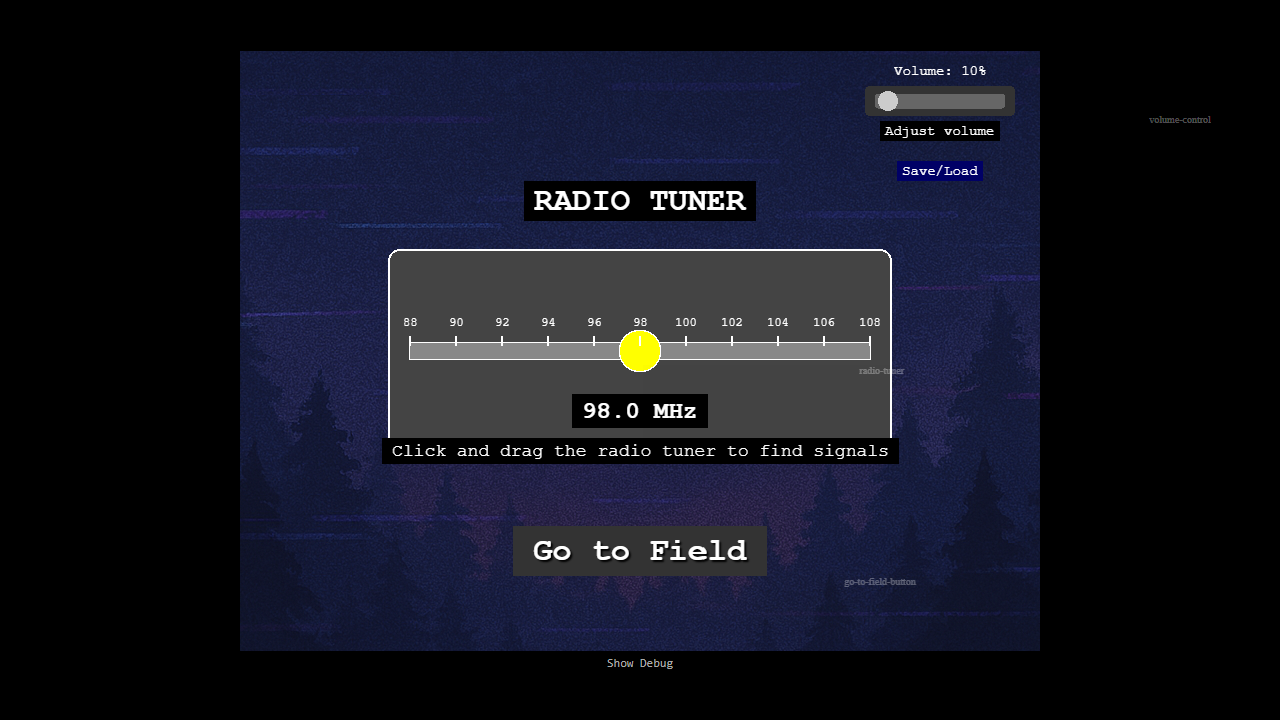 Volume: 10%
volume-control
Adjust volume
Save/Load
RADIO TUNER
88 90 92 94 96 98 100 102 104 106 108
radio-tuner
98.0 MHz
Click and drag the radio tuner to find signals
Go to Field
go-to-field-button
Show Debug